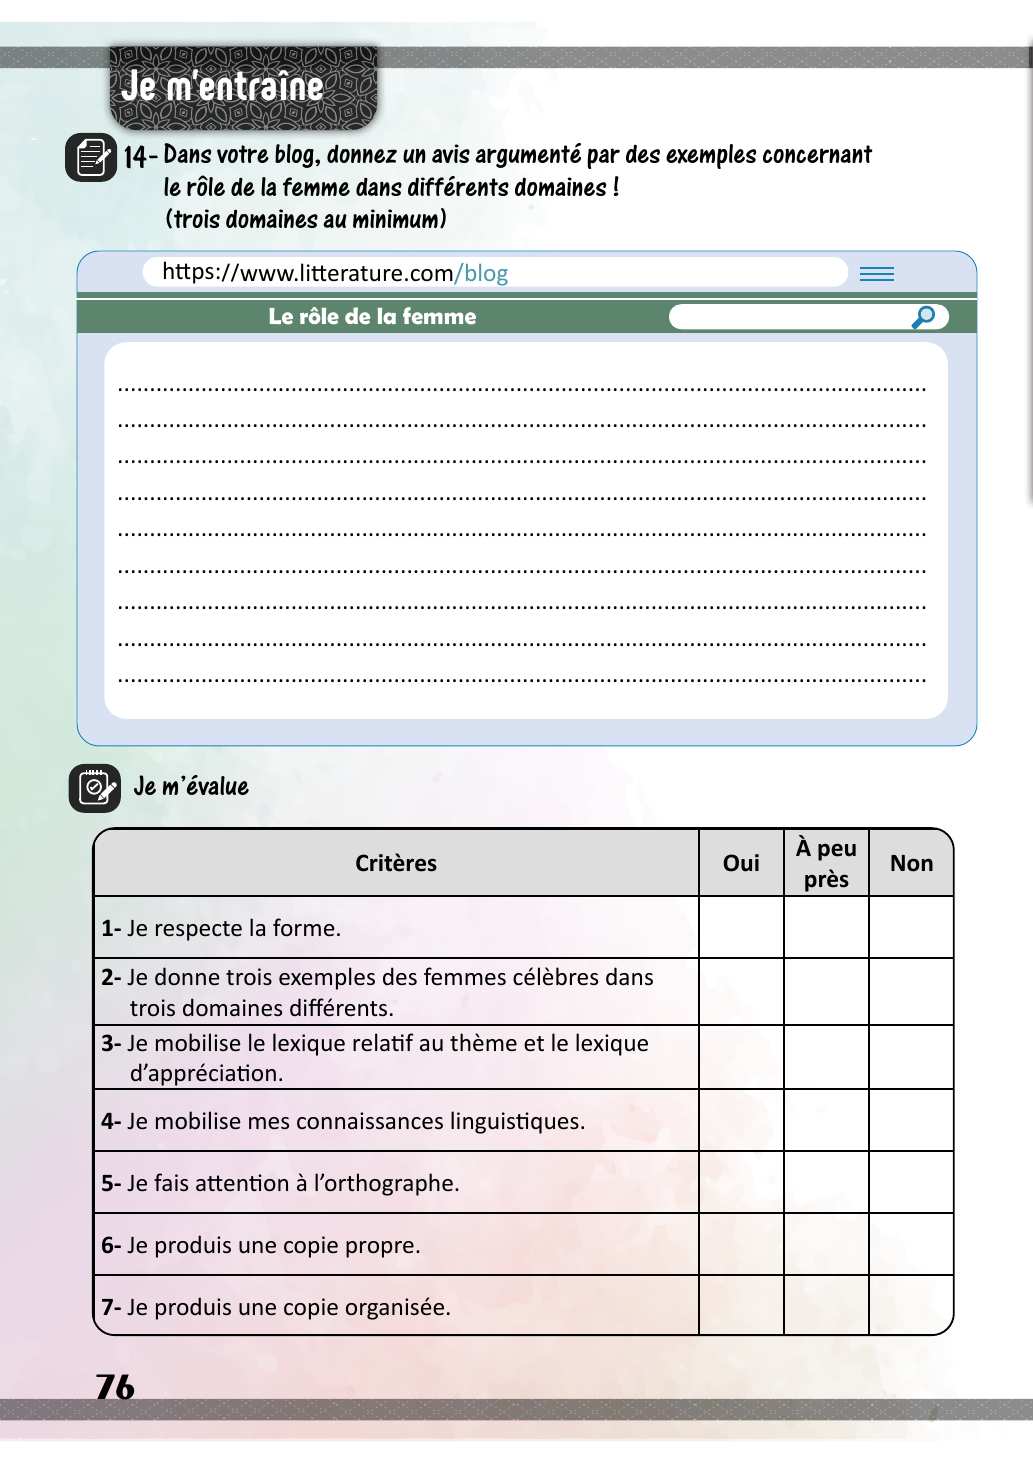 Je m'entraîne
14- Dans votre blog, donnez un avis argumenté par des exemples concernant
le rôle de la femme dans différents domaines !
(trois domaines au minimum)
https://www.litterature.com/blog
Le rôle de la femme
Je m'évalue
Critères Oui À peu près Non
1- Je respecte la forme.
2- Je donne trois exemples des femmes célèbres dans
trois domaines différents.
3- Je mobilise le lexique relatif au thème et le lexique
d'appréciation.
4- Je mobilise mes connaissances linguistiques.
5- Je fais attention à l'orthographe.
6- Je produis une copie propre.
7- Je produis une copie organisée.
76